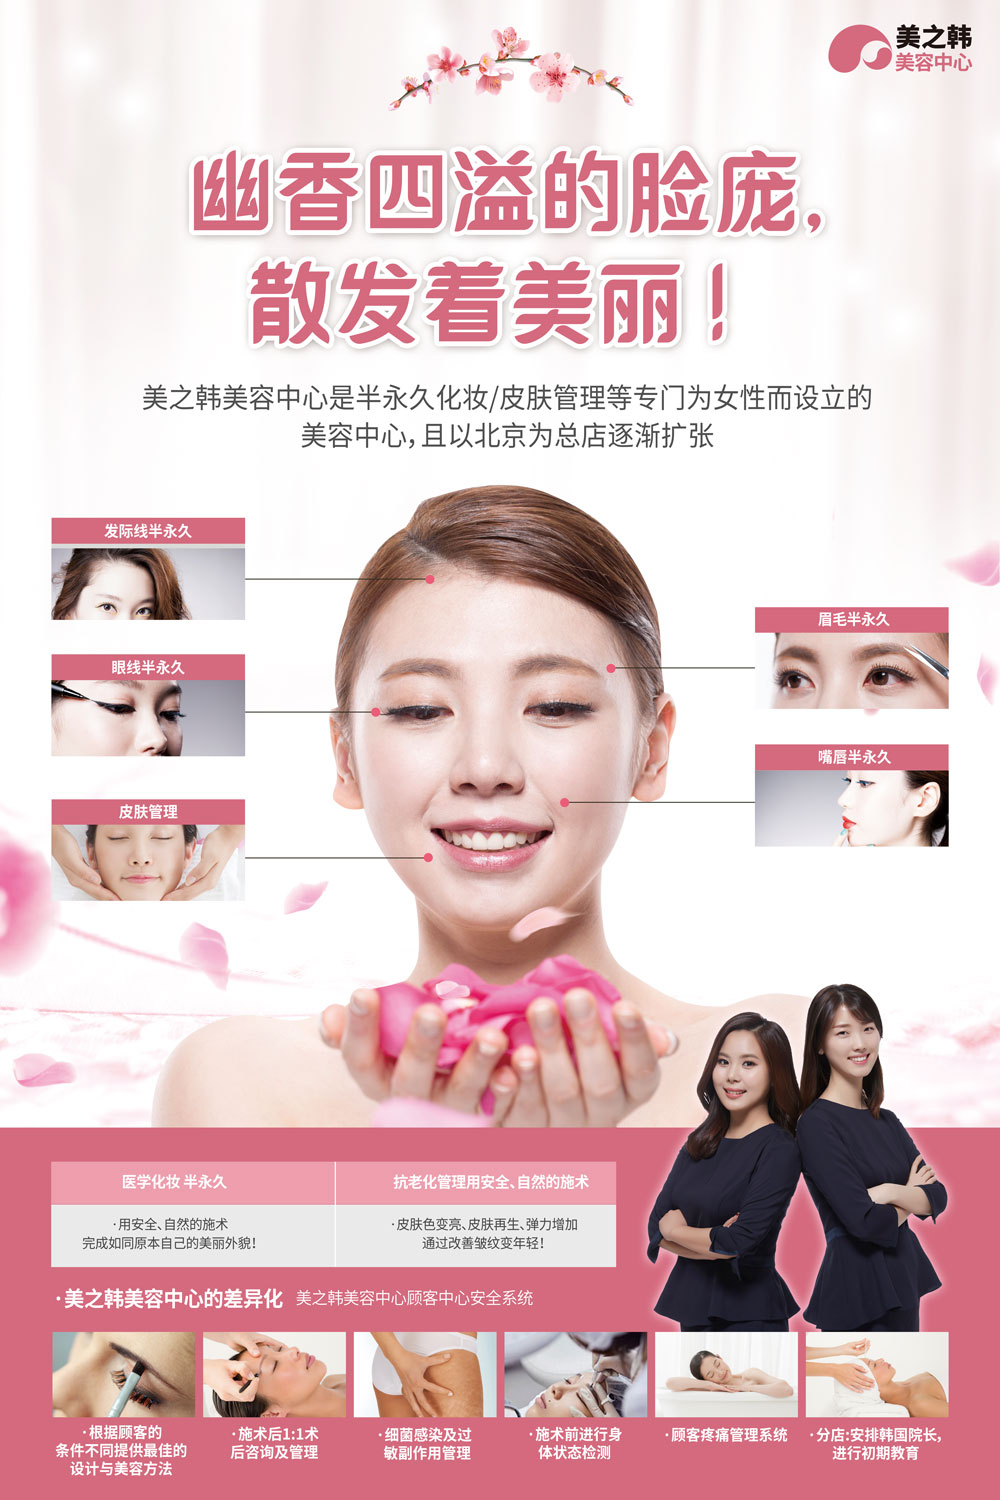 美之韩
美容中心
幽香四溢的脸庞,
散发着美丽!
美之韩美容中心是半永久化妆/皮肤管理等专门为女性而设立的
美容中心,且以北京为总店逐渐扩张
发际线半永久
眼线半永久
皮肤管理
眉毛半永久
嘴唇半永久
医学化妆 半永久
抗老化管理用安全、自然的施术
·用安全、自然的施术
完成如同原本自己的美丽外貌!
·皮肤色变亮、皮肤再生、弹力增加
通过改善皱纹变年轻!
·美之韩美容中心的差异化 美之韩美容中心顾客中心安全系统
·根据顾客的
条件不同提供最佳的
设计与美容方法
·施术后1:1术
后咨询及管理
·细菌感染及过
敏副作用管理
·施术前进行身
体状态检测
·顾客疼痛管理系统
·分店:安排韩国院长,
进行初期教育